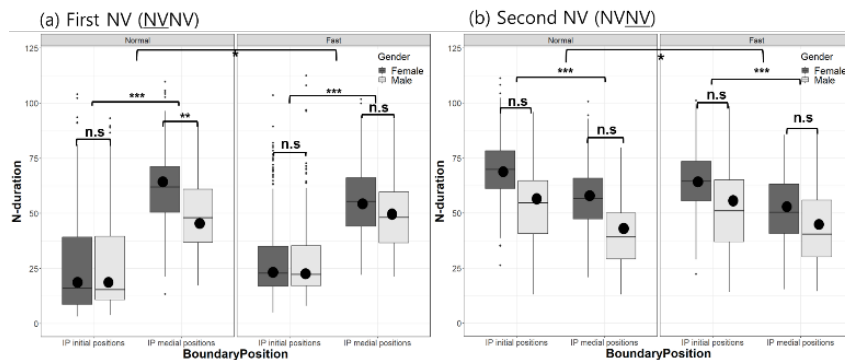 (a) First NV (NVNV)
(b) Second NV (NVNV)
Normal
Fast
N-duration
125
100
75
50
25
0
*
***
***
n.s
**
n.s
n.s
Gender
Female
Male
IP initial positions
IP medial positions
IP initial positions
IP medial positions
BoundaryPosition
Normal
Fast
N-duration
125
100
75
50
25
0
*
***
***
n.s
n.s
n.s
n.s
Gender
Female
Male
IP initial positions
IP medial positions
IP initial positions
IP medial positions
BoundaryPosition